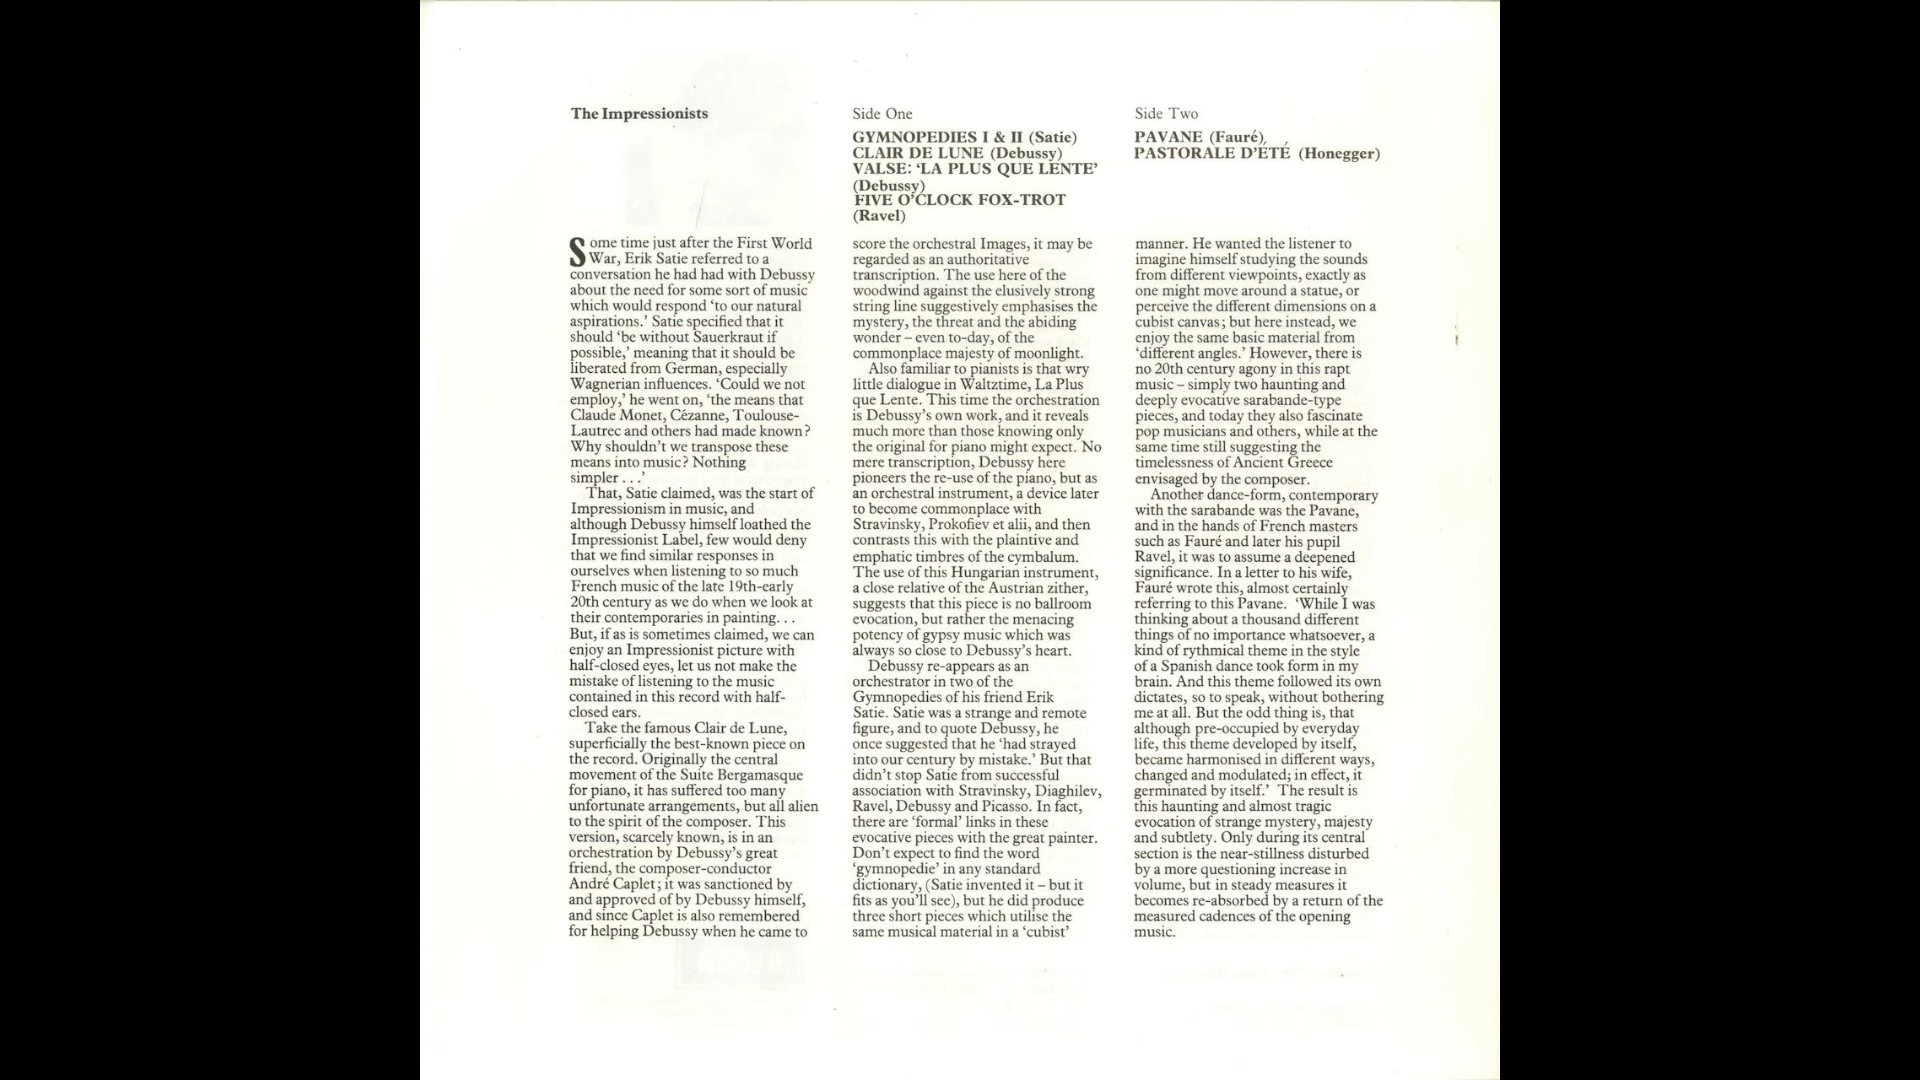 The Impressionists
Side One
GYMNOPEDIES I & II (Satie)
CLAIR DE LUNE (Debussy)
VALSE: ‘LA PLUS QUE LENTE’
(Debussy)
FIVE O’CLOCK FOX-TROT
(Ravel)
Side Two
PAVANE (Fauré)
PASTORALE D’ÉTÉ (Honegger)
Some time just after the First World
War, Erik Satie referred to a
conversation he had had with Debussy
about the need for some sort of music
which would respond ‘to our natural
aspirations.’ Satie specified that it
should ‘be without Sauerkraut if
possible,’ meaning that it should be
liberated from German, especially
Wagnerian influences. ‘Could we not
employ,’ he went on, ‘the means that
Claude Monet, Cézanne, Toulouse-
Lautrec and others had made known?
Why shouldn’t we transpose these
means into music? Nothing
simpler . . .’
That, Satie claimed, was the start of
Impressionism in music, and
although Debussy himself loathed the
Impressionist Label, few would deny
that we find similar responses in
ourselves when listening to so much
French music of the late 19th-early
20th century as we do when we look at
their contemporaries in painting. . .
But, if as is sometimes claimed, we can
enjoy an Impressionist picture with
half-closed eyes, let us not make the
mistake of listening to the music
contained in this record with half-
closed ears.
Take the famous Clair de Lune,
superficially the best-known piece on
the record. Originally the central
movement of the Suite Bergamasque
for piano, it has suffered too many
unfortunate arrangements, but all alien
to the spirit of the composer. This
version, scarcely known, is in an
orchestration by Debussy’s great
friend, the composer-conductor
André Caplet; it was sanctioned by
and approved of by Debussy himself,
and since Caplet is also remembered
for helping Debussy when he came to
score the orchestral Images, it may be
regarded as an authoritative
transcription. The use here of the
woodwind against the elusively strong
string line suggestively emphasises the
mystery, the threat and the abiding
wonder – even to-day, of the
commonplace majesty of moonlight.
Also familiar to pianists is that wry
little dialogue in Waltztime, La Plus
que Lente. This time the orchestration
is Debussy’s own work, and it reveals
much more than those knowing only
the original for piano might expect. No
mere transcription, Debussy here
pioneers the re-use of the piano, but as
an orchestral instrument, a device later
to become commonplace with
Stravinsky, Prokofiev et alii, and then
contrasts this with the plaintive and
emphatic timbres of the cymbalum.
The use of this Hungarian instrument,
a close relative of the Austrian zither,
suggests that this piece is no ballroom
evocation, but rather the menacing
potency of gypsy music which was
always so close to Debussy’s heart.
Debussy re-appears as an
orchestrator in two of the
Gymnopedies of his friend Erik
Satie. Satie was a strange and remote
figure, and to quote Debussy, he
once suggested that he ‘had strayed
into our century by mistake.’ But that
didn’t stop Satie from successful
association with Stravinsky, Diaghilev,
Ravel, Debussy and Picasso. In fact,
there are ‘formal’ links in these
evocative pieces with the great painter.
Don’t expect to find the word
‘gymnopedie’ in any standard
dictionary, (Satie invented it – but it
fits as you’ll see), but he did produce
three short pieces which utilise the
same musical material in a ‘cubist’
manner. He wanted the listener to
imagine himself studying the sounds
from different viewpoints, exactly as
one might move around a statue, or
perceive the different dimensions on a
cubist canvas; but here instead, we
enjoy the same basic material from
‘different angles.’ However, there is
no 20th century agony in this rapt
music – simply two haunting and
deeply evocative sarabande-type
pieces, and today they also fascinate
pop musicians and others, while at the
same time still suggesting the
timelessness of Ancient Greece
envisaged by the composer.
Another dance-form, contemporary
with the sarabande was the Pavane,
and in the hands of French masters
such as Fauré and later his pupil
Ravel, it was to assume a deepened
significance. In a letter to his wife,
Fauré wrote this, almost certainly
referring to this Pavane. ‘While I was
thinking about a thousand different
things of no importance whatsoever, a
kind of rythmical theme in the style
of a Spanish dance took form in my
brain. And this theme followed its own
dictates, so to speak, without bothering
me at all. But the odd thing is, that
although pre-occupied by everyday
life, this theme developed by itself,
became harmonised in different ways,
changed and modulated; in effect, it
germinated by itself.’ The result is
this haunting and almost tragic
evocation of strange mystery, majesty
and subtlety. Only during its central
section is the near-stillness disturbed
by a more questioning increase in
volume, but in steady measures it
becomes re-absorbed by a return of the
measured cadences of the opening
music.